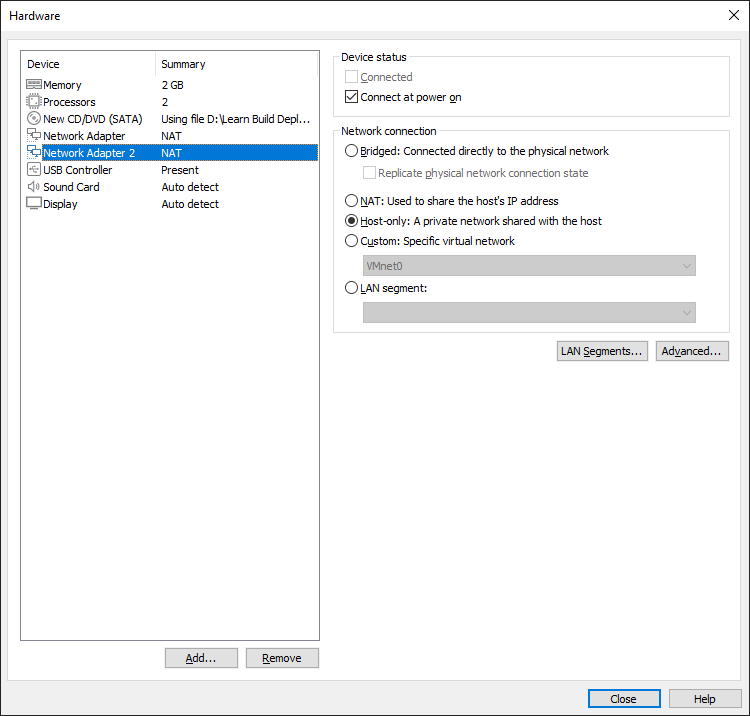 Hardware
Device Summary
Memory 2 GB
Processors 2
New CD/DVD (SATA) Using file D:\Learn Build Depl...
Network Adapter NAT
Network Adapter 2 NAT
USB Controller Present
Sound Card Auto detect
Display Auto detect
Add... Remove
Device status
Connected
Connect at power on
Network connection
Bridged: Connected directly to the physical network
Replicate physical network connection state
NAT: Used to share the host's IP address
Host-only: A private network shared with the host
Custom: Specific virtual network
VMnet0
LAN segment:
LAN Segments... Advanced...
Close Help